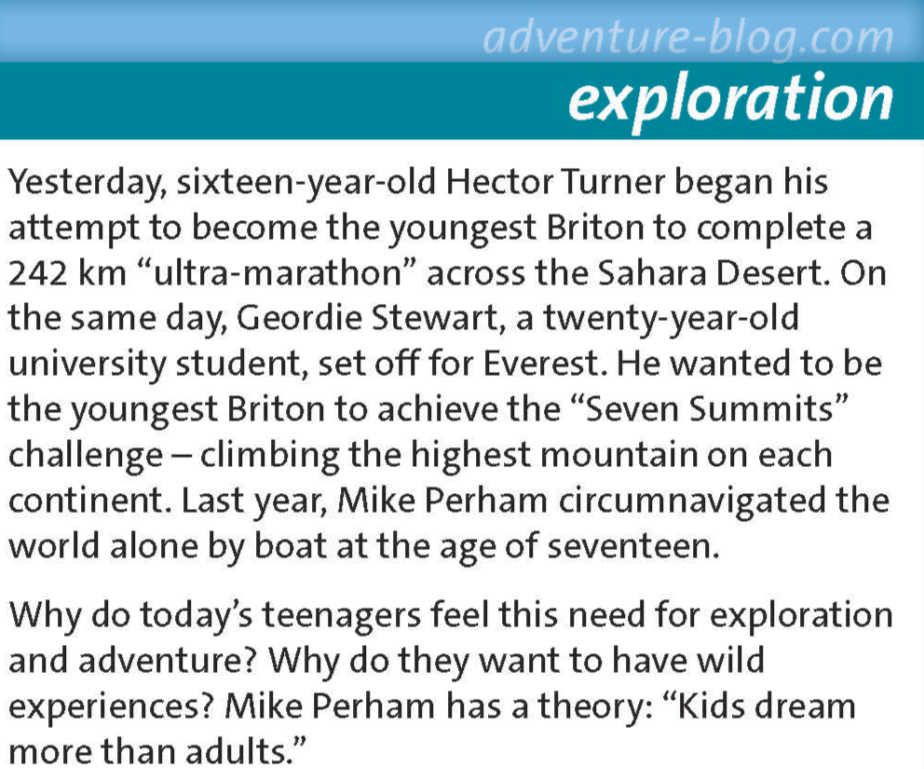 adventure-blog.com
exploration
Yesterday, sixteen-year-old Hector Turner began his
attempt to become the youngest Briton to complete a
242 km “ultra-marathon” across the Sahara Desert. On
the same day, Geordie Stewart, a twenty-year-old
university student, set off for Everest. He wanted to be
the youngest Briton to achieve the “Seven Summits”
challenge – climbing the highest mountain on each
continent. Last year, Mike Perham circumnavigated the
world alone by boat at the age of seventeen.
Why do today’s teenagers feel this need for exploration
and adventure? Why do they want to have wild
experiences? Mike Perham has a theory: “Kids dream
more than adults.”